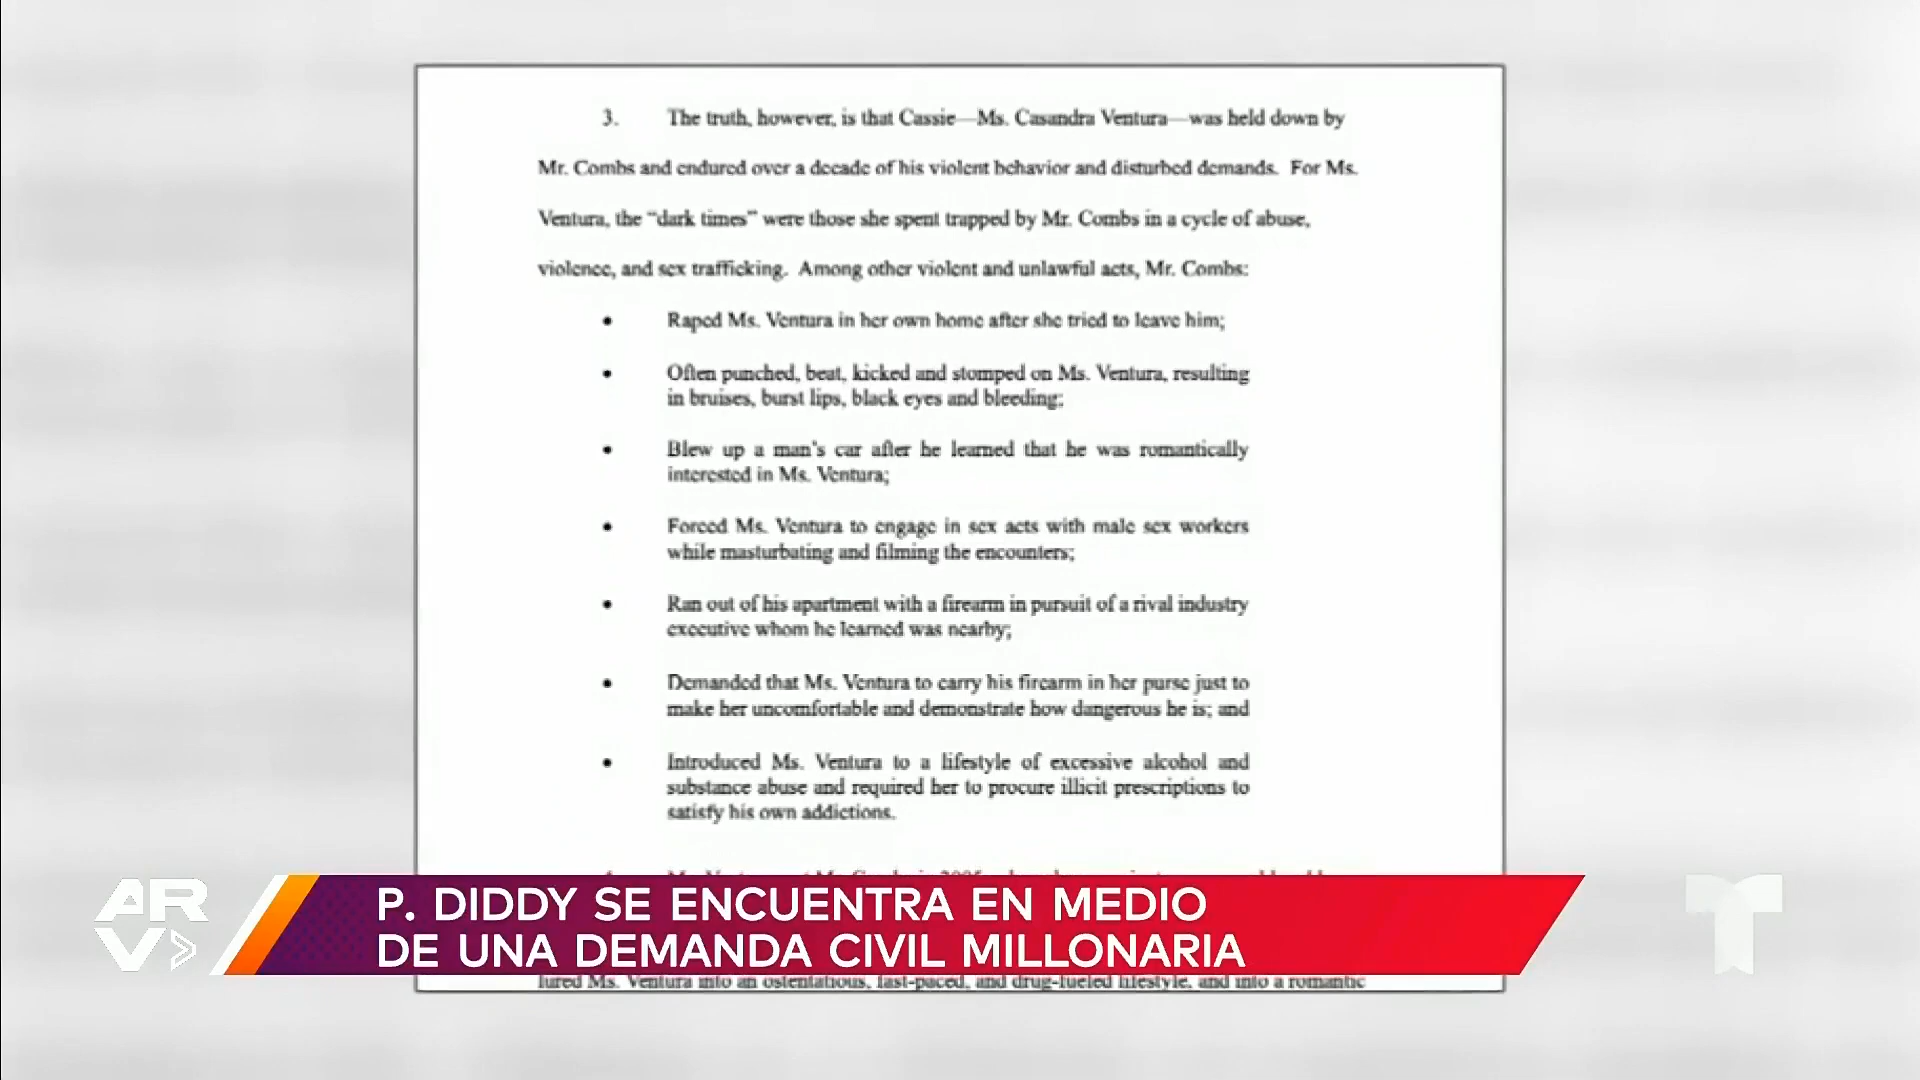 3. The truth, however, is that Cassie—Ms. Casandra Ventura—was held down by
Mr. Combs and endured over a decade of his violent behavior and disturbed demands. For Ms.
Ventura, the “dark times” were those she spent trapped by Mr. Combs in a cycle of abuse,
violence, and sex trafficking. Among other violent and unlawful acts, Mr. Combs:
• Raped Ms. Ventura in her own home after she tried to leave him;
• Often punched, beat, kicked and stomped on Ms. Ventura, resulting
in bruises, burst lips, black eyes and bleeding;
• Blew up a man’s car after he learned that he was romantically
interested in Ms. Ventura;
• Forced Ms. Ventura to engage in sex acts with male sex workers
while masturbating and filming the encounters;
• Ran out of his apartment with a firearm in pursuit of a rival industry
executive whom he learned was nearby;
• Demanded that Ms. Ventura to carry his firearm in her purse just to
make her uncomfortable and demonstrate how dangerous he is; and
• Introduced Ms. Ventura to a lifestyle of excessive alcohol and
substance abuse and required her to procure illicit prescriptions to
satisfy his own addictions.
ARV
P. DIDDY SE ENCUENTRA EN MEDIO
DE UNA DEMANDA CIVIL MILLONARIA
T
lured Ms. Ventura into an ostentatious, fast-paced, and drug-fueled lifestyle, and into a romantic